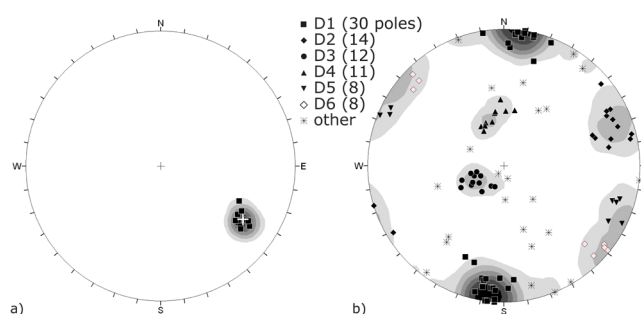 N
W
E
S
a)
D1 (30 poles)
D2 (14)
D3 (12)
D4 (11)
D5 (8)
D6 (8)
other
N
W
S
b)